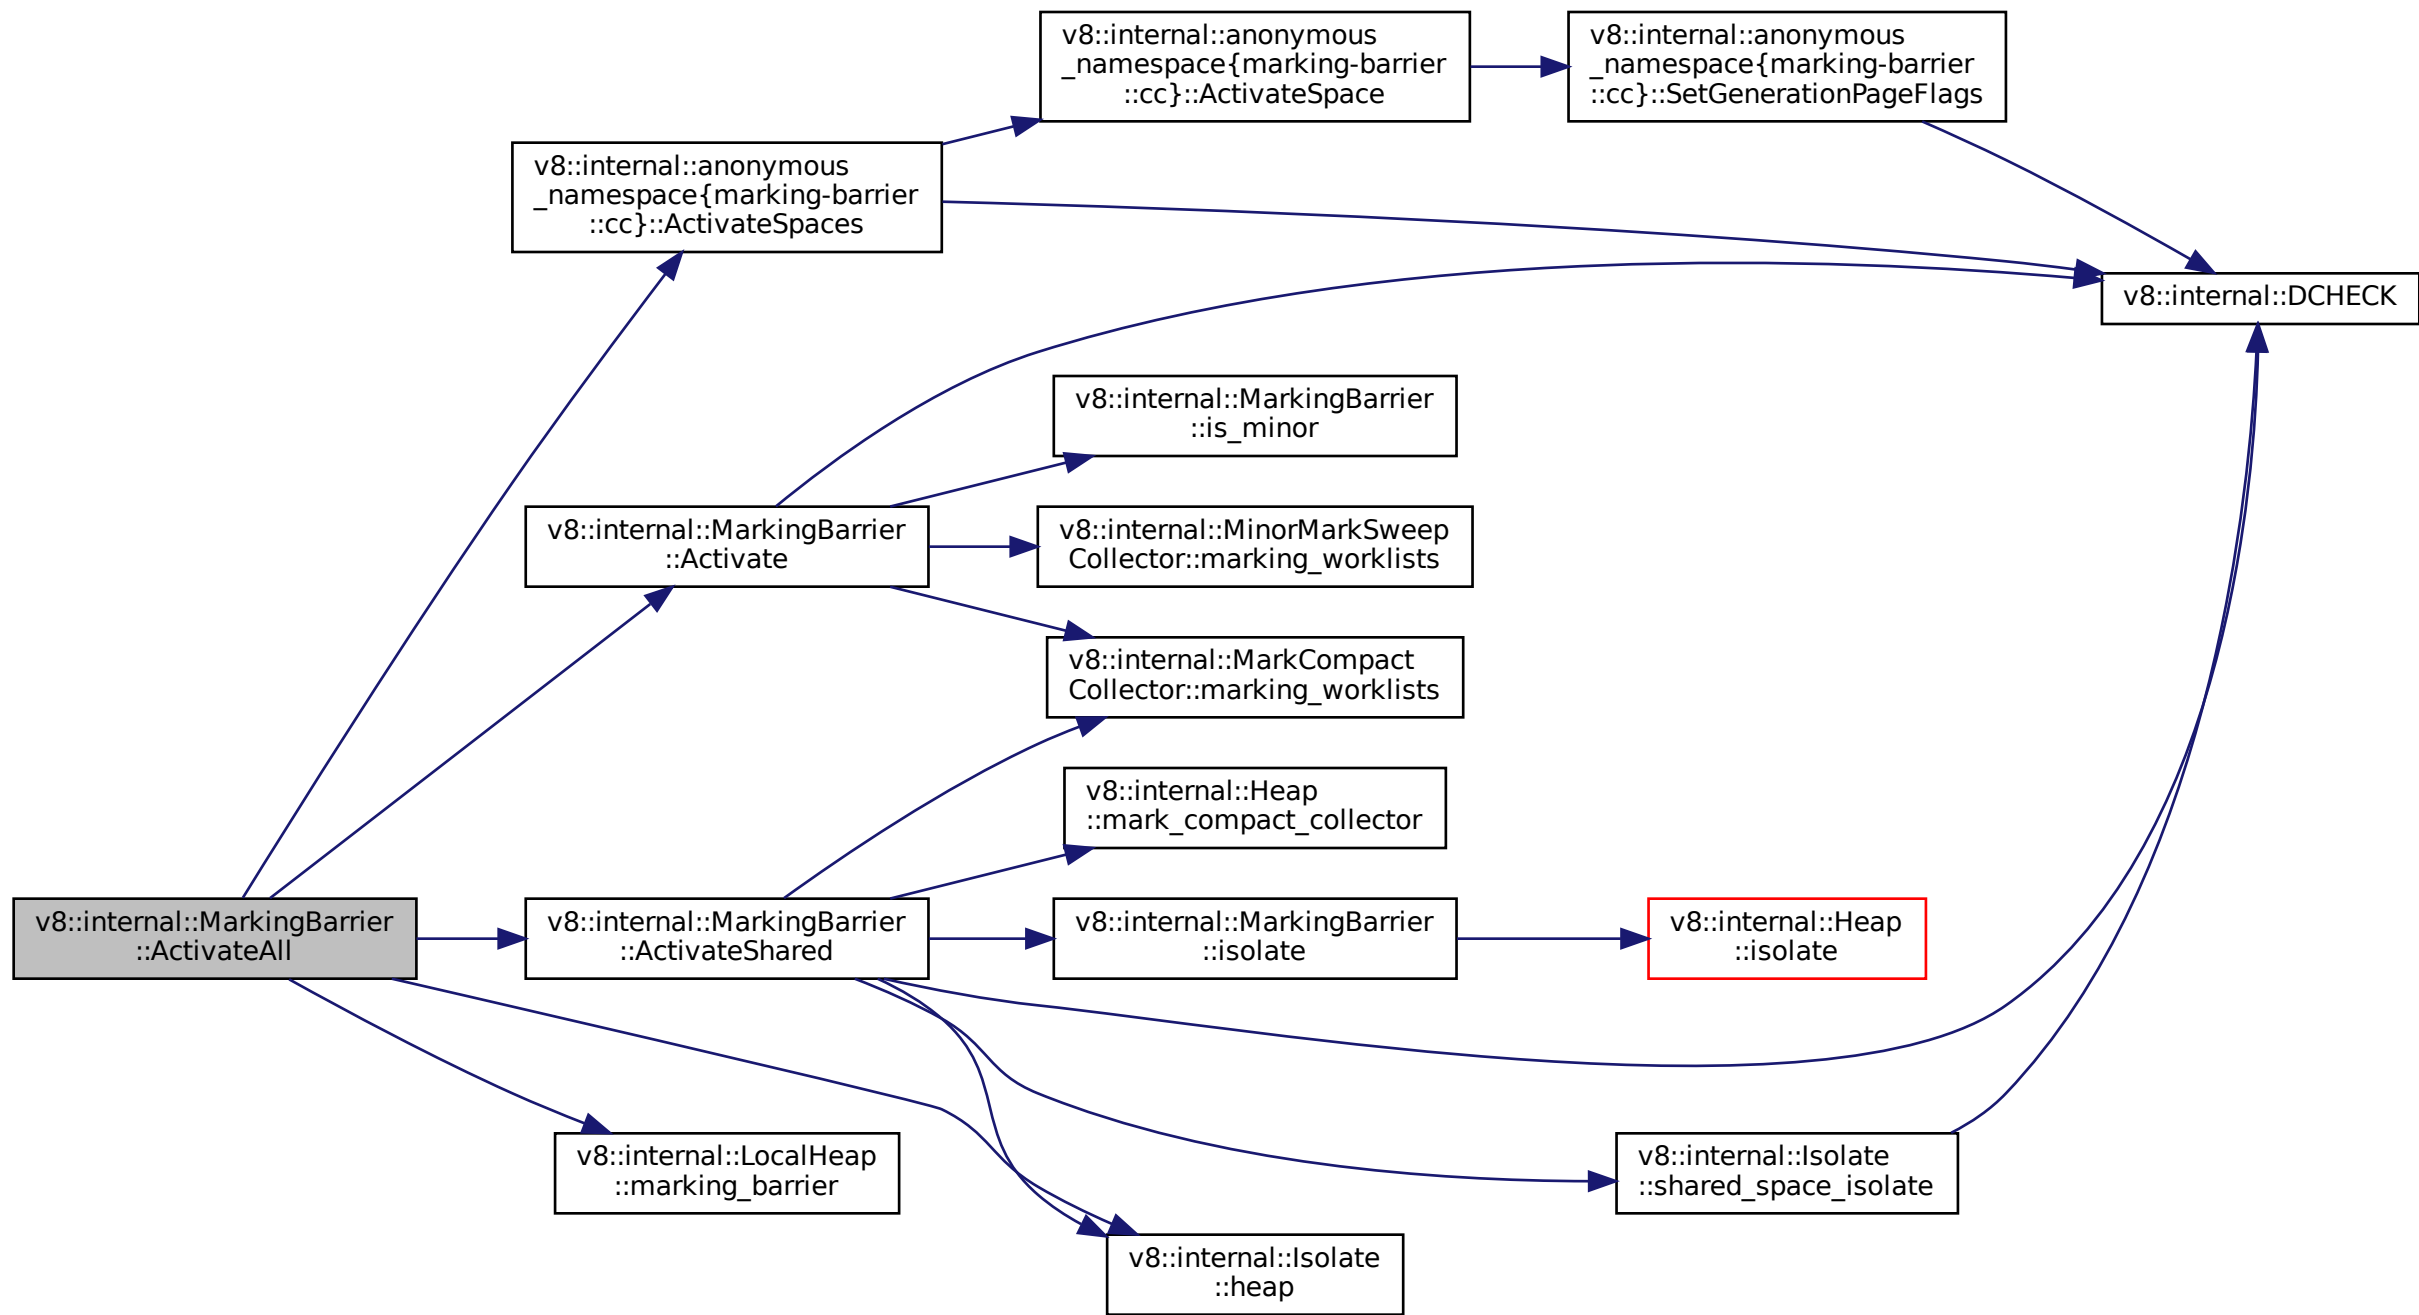 v8::internal::anonymous
_namespace{marking-barrier
::cc}::ActivateSpace
v8::internal::anonymous
_namespace{marking-barrier
::cc}::SetGenerationPageFlags
v8::internal::anonymous
_namespace{marking-barrier
::cc}::ActivateSpaces
v8::internal::DCHECK
v8::internal::MarkingBarrier
::is_minor
v8::internal::MarkingBarrier
::Activate
v8::internal::MinorMarkSweep
Collector::marking_worklists
v8::internal::MarkCompact
Collector::marking_worklists
v8::internal::Heap
::mark_compact_collector
v8::internal::MarkingBarrier
::ActivateAll
v8::internal::MarkingBarrier
::ActivateShared
v8::internal::MarkingBarrier
::isolate
v8::internal::Heap
::isolate
v8::internal::LocalHeap
::marking_barrier
v8::internal::Isolate
::shared_space_isolate
v8::internal::Isolate
::heap